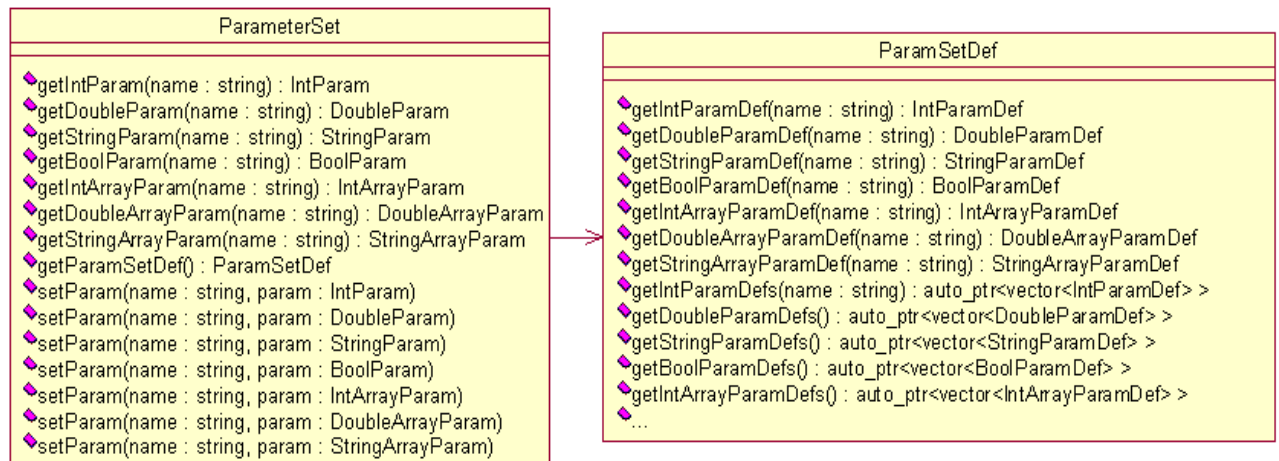 ParameterSet
getIntParam(name : string) : IntParam
getDoubleParam(name : string) : DoubleParam
getStringParam(name : string) : StringParam
getBoolParam(name : string) : BoolParam
getIntArrayParam(name : string) : IntArrayParam
getDoubleArrayParam(name : string) : DoubleArrayParam
getStringArrayParam(name : string) : StringArrayParam
getParamSetDef() : ParamSetDef
setParam(name : string, param : IntParam)
setParam(name : string, param : DoubleParam)
setParam(name : string, param : StringParam)
setParam(name : string, param : BoolParam)
setParam(name : string, param : IntArrayParam)
setParam(name : string, param : DoubleArrayParam)
setParam(name : string, param : StringArrayParam)
ParamSetDef
getIntParamDef(name : string) : IntParamDef
getDoubleParamDef(name : string) : DoubleParamDef
getStringParamDef(name : string) : StringParamDef
getBoolParamDef(name : string) : BoolParamDef
getIntArrayParamDef(name : string) : IntArrayParamDef
getDoubleArrayParamDef(name : string) : DoubleArrayParamDef
getStringArrayParamDef(name : string) : StringArrayParamDef
getIntParamDefs(name : string) : auto_ptr<vector<IntParamDef> >
getDoubleParamDefs() : auto_ptr<vector<DoubleParamDef> >
getStringParamDefs() : auto_ptr<vector<StringParamDef> >
getBoolParamDefs() : auto_ptr<vector<BoolParamDef> >
getIntArrayParamDefs() : auto_ptr<vector<IntArrayParamDef> >
...